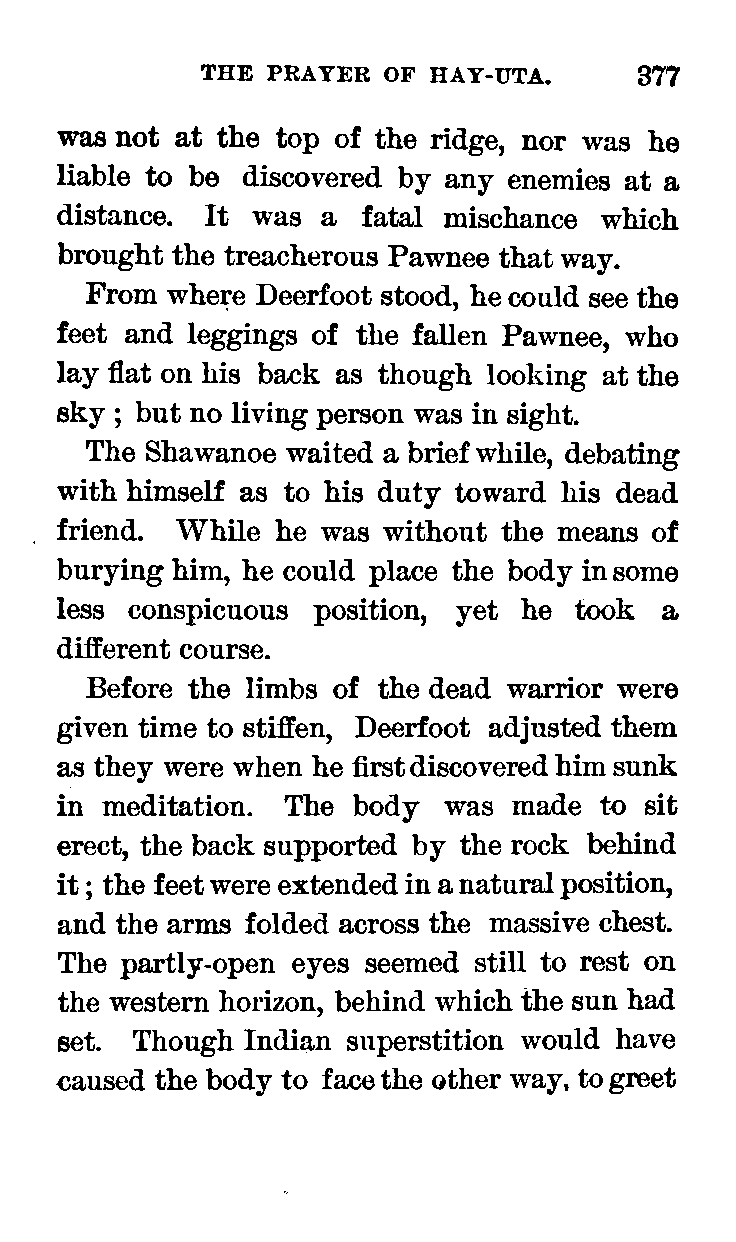 THE PRAYER OF HAY-UTA. 377
was not at the top of the ridge, nor was he
liable to be discovered by any enemies at a
distance. It was a fatal mischance which
brought the treacherous Pawnee that way.
From where Deerfoot stood, he could see the
feet and leggings of the fallen Pawnee, who
lay flat on his back as though looking at the
sky ; but no living person was in sight.
The Shawanoe waited a brief while, debating
with himself as to his duty toward his dead
friend. While he was without the means of
burying him, he could place the body in some
less conspicuous position, yet he took a
different course.
Before the limbs of the dead warrior were
given time to stiffen, Deerfoot adjusted them
as they were when he first discovered him sunk
in meditation. The body was made to sit
erect, the back supported by the rock behind
it ; the feet were extended in a natural position,
and the arms folded across the massive chest.
The partly-open eyes seemed still to rest on
the western horizon, behind which the sun had
set. Though Indian superstition would have
caused the body to face the other way, to greet